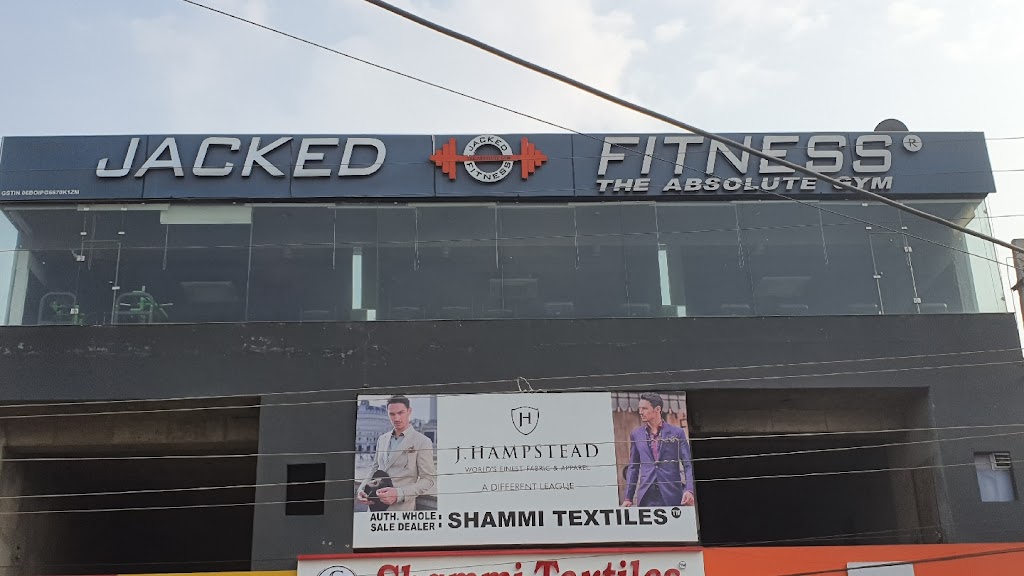 JACKED
JACKED
FITNESS
FITNESS ®
THE ABSOLUTE GYM
H
J. HAMPSTEAD
WORLD'S FINEST FABRIC & APPAREL
A DIFFERENT LEAGUE
AUTH. WHOLE
SALE DEALER : SHAMMI TEXTILES TM
Shammi Textiles